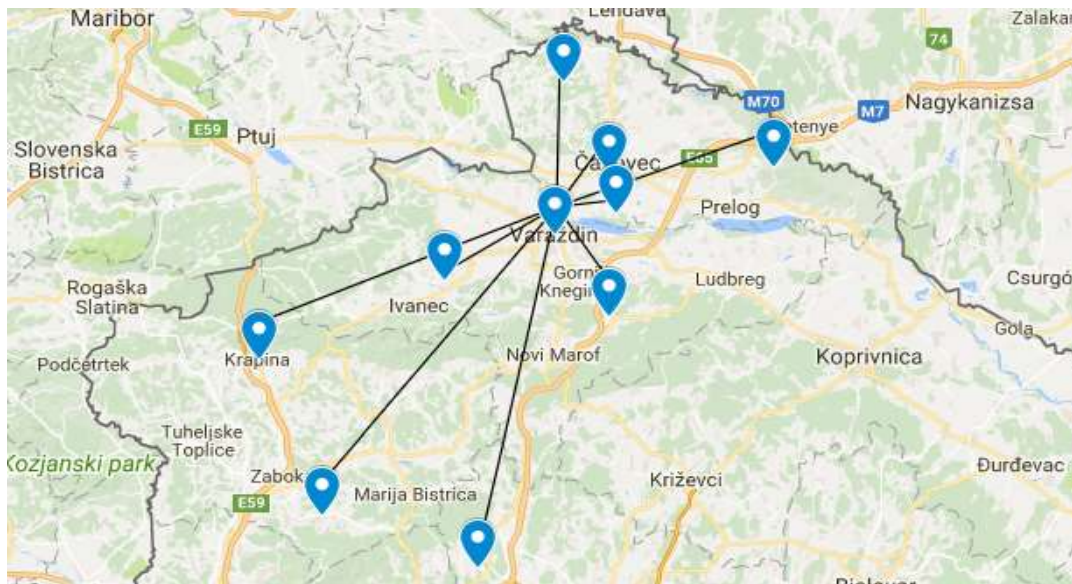 Maribor
Lendava
Zalakar
74
M70
M7
Nagykanizsa
E59
Ptuj
Slovenska
Bistrica
E65
Prelog
Varaždin
Rogaška
Slatina
Ivanec
Ludbreg
Csurgó
Gola
Podčetrtek
Krapina
Novi Marof
Koprivnica
Tuheljske
Toplice
Kozjanski park
Zabok
E59
Marija Bistrica
Križevci
Đurđevac